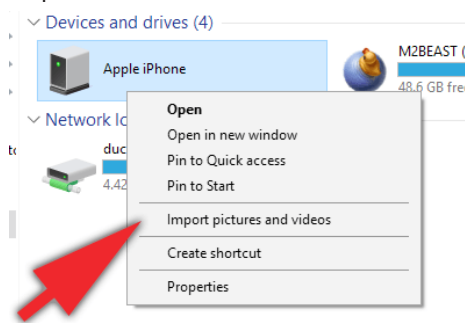 Devices and drives (4)
Apple iPhone
M2BEAST (
48.6 GB fre
Network lo
duc
4.42
Open
Open in new window
Pin to Quick access
Pin to Start
Import pictures and videos
Create shortcut
Properties